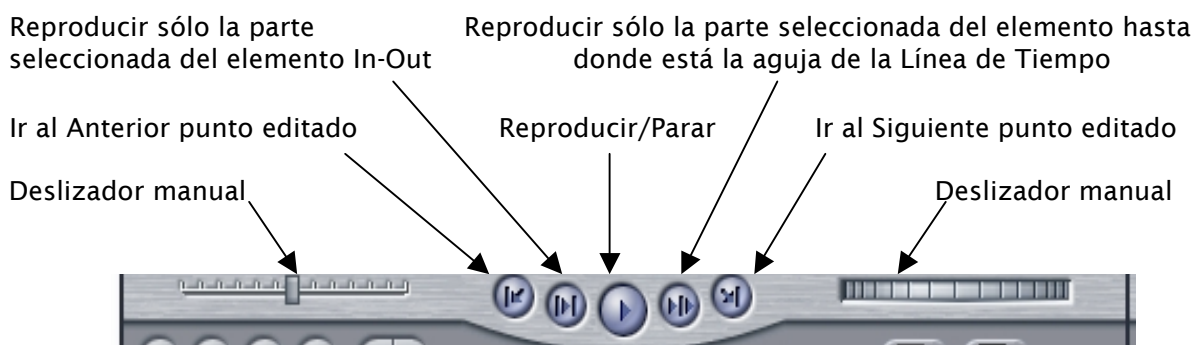 Reproducir sólo la parte
seleccionada del elemento In-Out
Reproducir sólo la parte seleccionada del elemento hasta
donde está la aguja de la Línea de Tiempo
Ir al Anterior punto editado
Reproducir/Parar
Ir al Siguiente punto editado
Deslizador manual
Deslizador manual